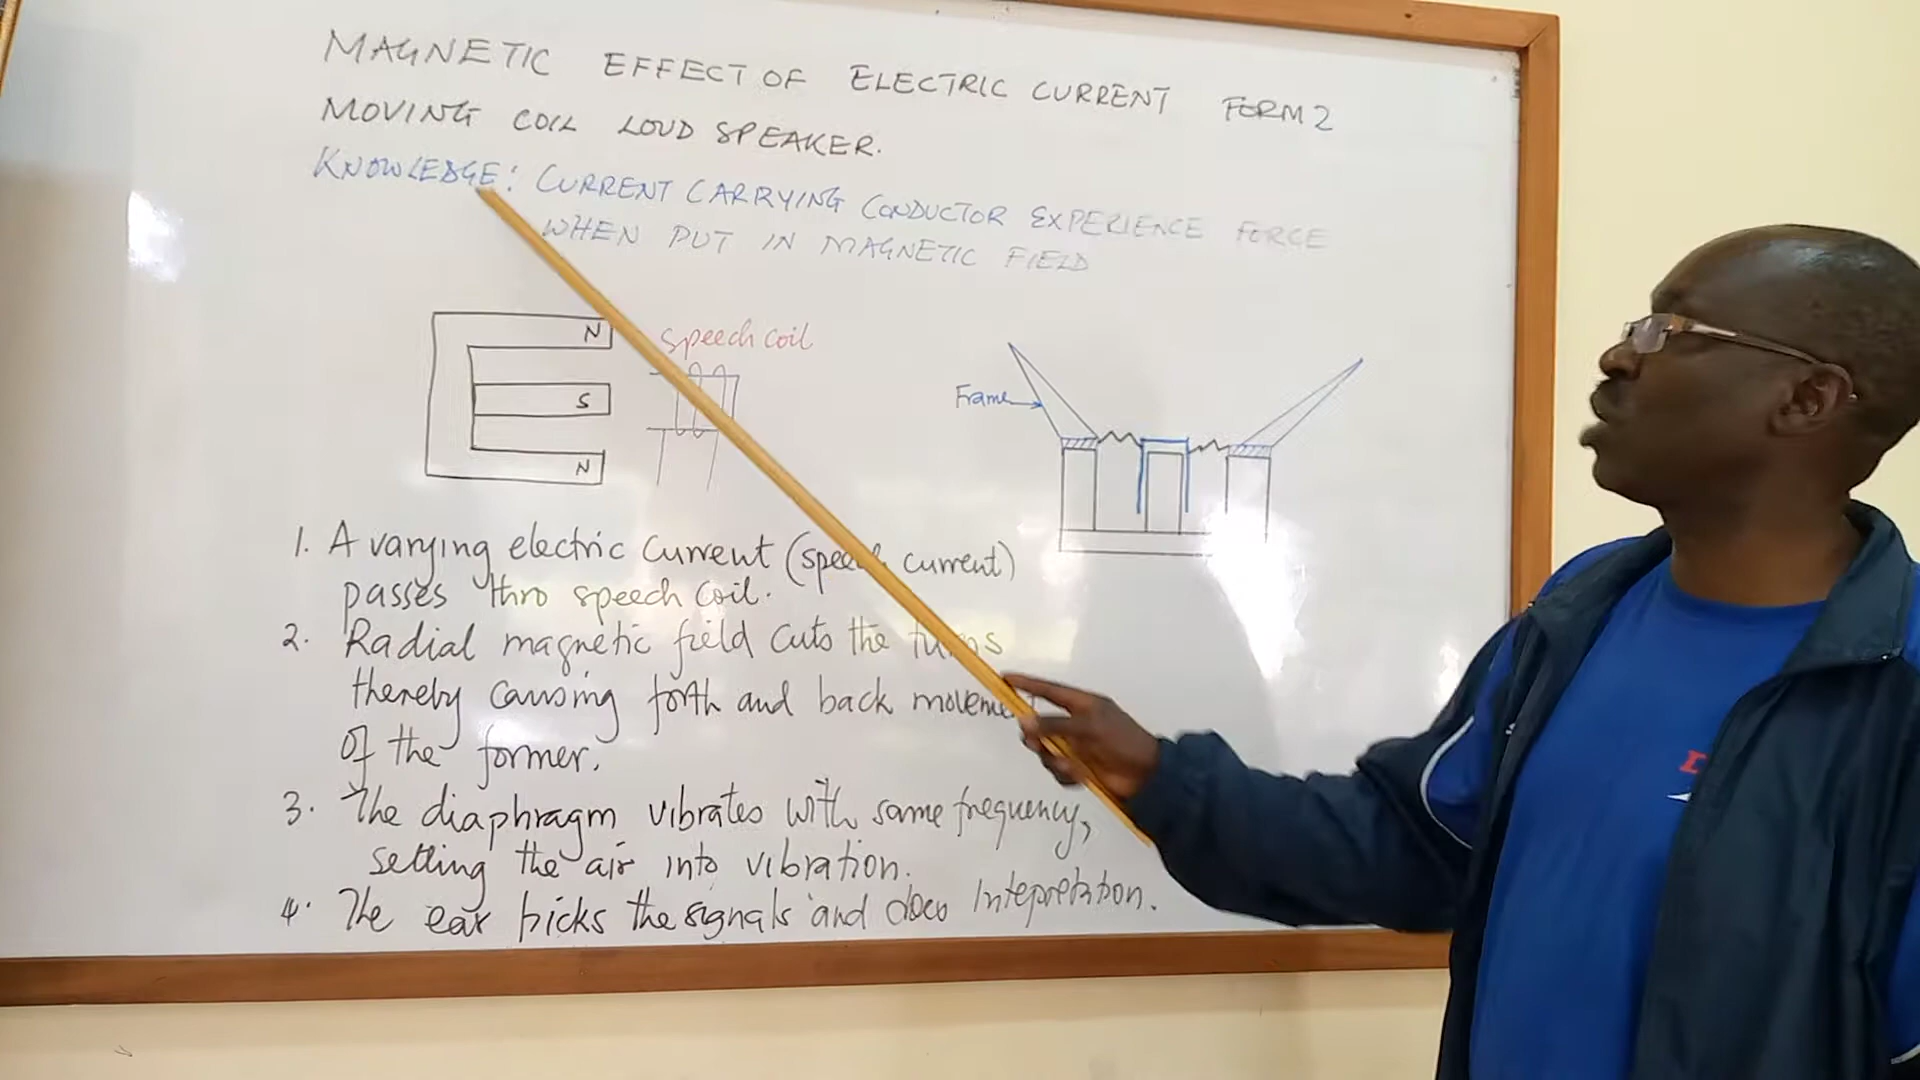 MAGNETIC EFFECT OF ELECTRIC CURRENT FORM 2
MOVING COIL LOUD SPEAKER.
KNOWLEDGE: CURRENT CARRYING CONDUCTOR EXPERIENCE FORCE
WHEN PUT IN MAGNETIC FIELD
N
speech coil
S
N
Frame
1. A varying electric current (speech current)
passes thro speech coil.
2. Radial magnetic field cuts the turns
thereby causing forth and back movement
of the former.
3. The diaphragm vibrates with same frequency,
setting the air into vibration.
4. The ear picks the signals and does Intepretation.